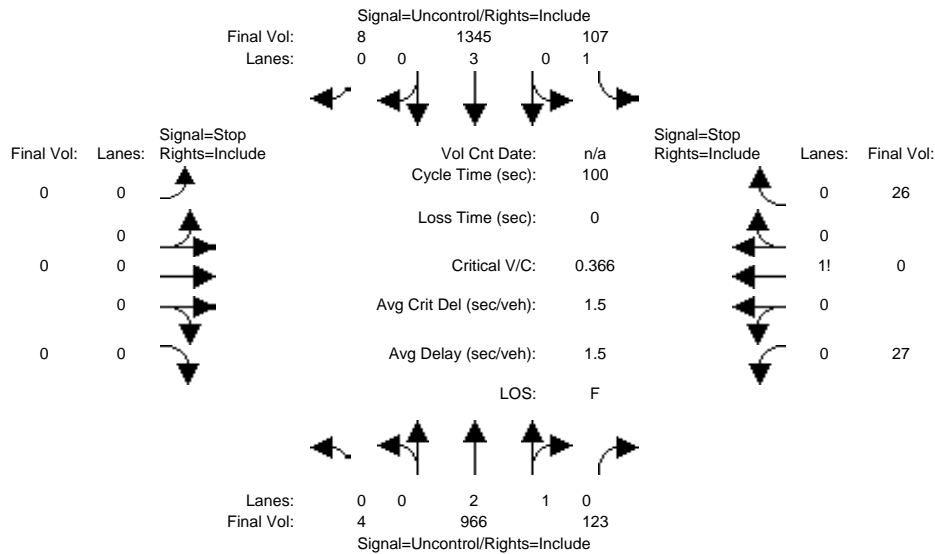 Signal=Uncontrol/Rights=Include
Final Vol: 8 1345 107
Lanes: 0 0 3 0 1
Signal=Stop Signal=Stop
Final Vol: Lanes: Rights=Include Vol Cnt Date: n/a Rights=Include Lanes: Final Vol:
Cycle Time (sec): 100
0 0 0 26
Loss Time (sec): 0
0 0
0 0 Critical V/C: 0.366 1! 0
0 Avg Crit Del (sec/veh): 1.5 0
0 0 Avg Delay (sec/veh): 1.5 0 27
LOS: F
Lanes: 0 0 2 1 0
Final Vol: 4 966 123
Signal=Uncontrol/Rights=Include